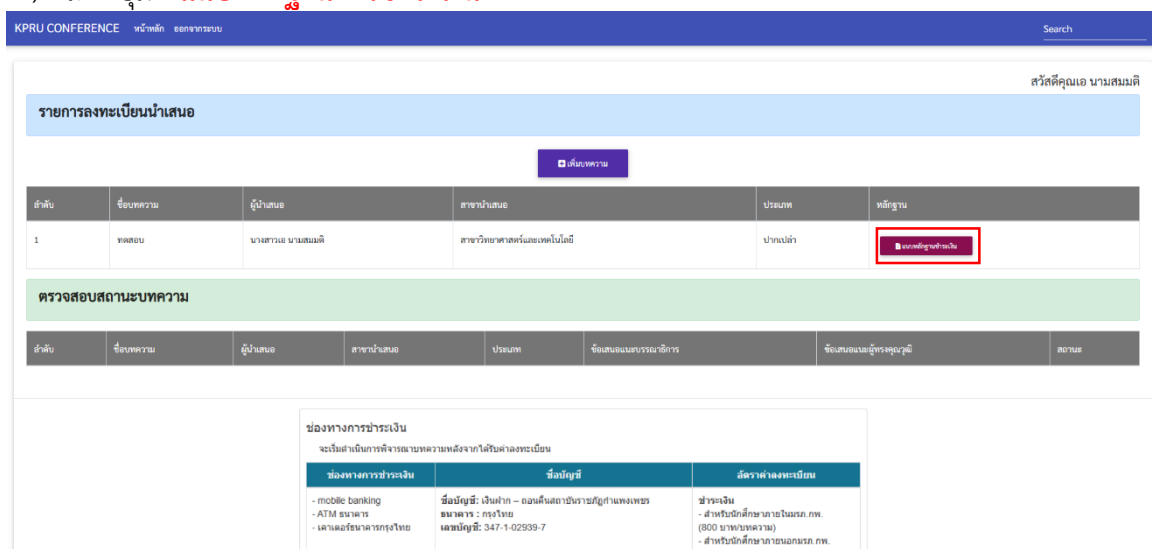 KPRU CONFERENCE หน้าหลัก ออกจากระบบ Search
สวัสดีคุณเอ นามสมมติ
รายการลงทะเบียนนำเสนอ
เพิ่มบทความ
ลำดับ ชื่อบทความ ผู้นำเสนอ สาขานำเสนอ ประเภท หลักฐาน
1 ทดสอบ นางสาวเอ นามสมมติ สาขาวิทยาศาสตร์และเทคโนโลยี ปากเปล่า แนบหลักฐานชำระเงิน
ตรวจสอบสถานะบทความ
ลำดับ ชื่อบทความ ผู้นำเสนอ สาขานำเสนอ ประเภท ข้อเสนอแนะบรรณาธิการ ข้อเสนอแนะผู้ทรงคุณวุฒิ สถานะ
ช่องทางการชำระเงิน
จะเริ่มดำเนินการพิจารณาบทความหลังจากได้รับค่าลงทะเบียน
ช่องทางการชำระเงิน ชื่อบัญชี อัตราค่าลงทะเบียน
- mobile banking ชื่อบัญชี: เงินฝาก – ถอนคืนสถาบันราชภัฏกำแพงเพชร ชำระเงิน
- ATM ธนาคาร ธนาคาร : กรุงไทย - สำหรับนักศึกษาภายในมรภ.กพ.
- เคาเตอร์ธนาคารกรุงไทย เลขบัญชี: 347-1-02939-7 (800 บาท/บทความ)
- สำหรับนักศึกษาภายนอกมรภ.กพ.